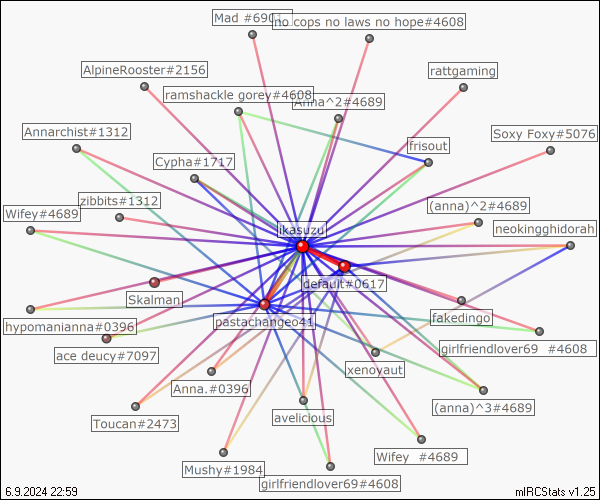 Mad #690
no cops no laws no hope#4608
AlpineRooster#2156
rattgaming
ramshackle gorey#4608
Anna^2#4689
Annarchist#1312
Soxy Foxy#5076
frisout
Cypha#1717
zibbits#1312
(anna)^2#4689
Wifey#4689
neokingghidorah
ikasuzu
default#0617
Skalman
fakedingo
pastachangeo41
hypomanianna#0396
girlfriendlover69 #4608
ace deucy#7097
xenovaut
Anna.#0396
(anna)^3#4689
avelicious
Toucan#2473
Wifey #4689
Mushy#1984
girlfriendlover69#4608
6.9.2024 22:59
mIRCStats v1.25